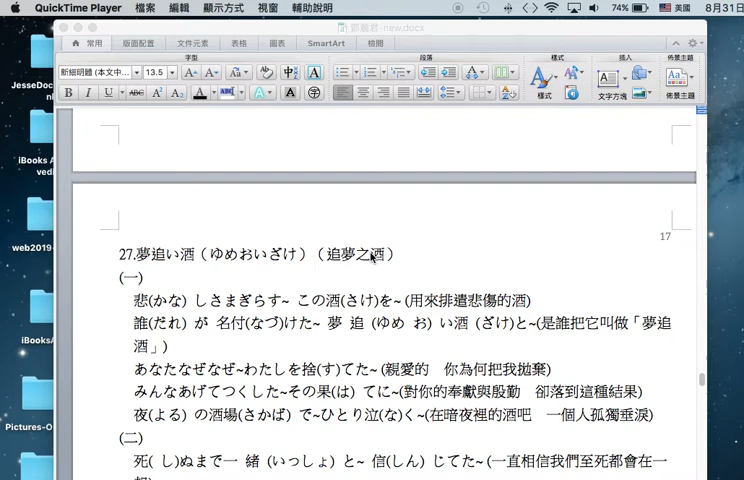 QuickTime Player 檔案 編輯 顯示方式 視窗 輔助說明 74% 美國 8月31日
鄧麗君-new.docx
常用 版面配置 文件元素 表格 圖表 SmartArt 檢閱
字型 段落 樣式 插入 佈景主題
新細明體 (本文中... 13.5 A A Aa 中 A Aa
B I U ABC A² A₂ A ABC A A 字 樣式 文字方塊 佈景主題
JesseDoc
iBooks A
vedi
web2019-
iBooksA
Pictures-O
17
27.夢追い酒（ゆめおいざけ）（追夢之酒）
(一)
悲(かな) しさまぎらす~ この酒(さけ)を~ (用來排遣悲傷的酒)
誰(だれ) が 名付(なづ)けた~ 夢 追 (ゆめ お) い酒 (ざけ)と~(是誰把它叫做「夢追
酒」)
あなたなぜなぜ~わたしを捨(す)てた~ (親愛的 你為何把我拋棄)
みんなあげてつくした~その果(は) てに~(對你的奉獻與殷勤 卻落到這種結果)
夜(よる) の酒場(さかば) で~ひとり泣(な)く~(在暗夜裡的酒吧 一個人孤獨垂淚)
(二)
死( し)ぬまで一 緒 (いっしょ) と~ 信(しん) じてた~ (一直相信我們至死都會在一